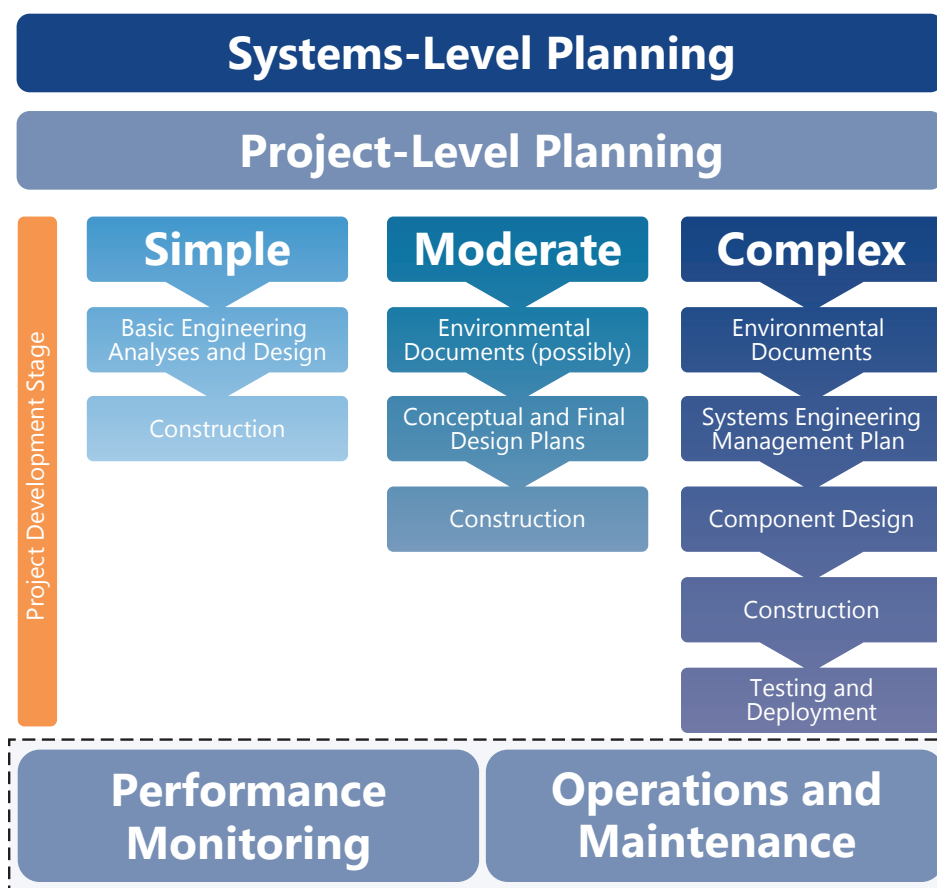 Systems-Level Planning
Project-Level Planning
Project Development Stage
Simple
Basic Engineering
Analyses and Design
Construction
Moderate
Environmental
Documents (possibly)
Conceptual and Final
Design Plans
Construction
Complex
Environmental
Documents
Systems Engineering
Management Plan
Component Design
Construction
Testing and
Deployment
Performance
Monitoring
Operations and
Maintenance